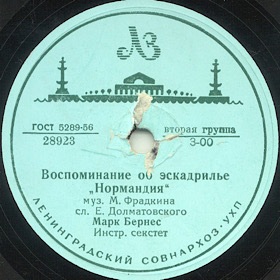 ЛЗ
ГОСТ 5289-56
вторая группа
28923
3-00
Воспоминание об эскадрилье
„Нормандия“
муз. М. Фрадкина
сл. Е. Долматовского
Марк Бернес
Инстр. секстет
ЛЕНИНГРАДСКИЙ СОВНАРХОЗ-УХП